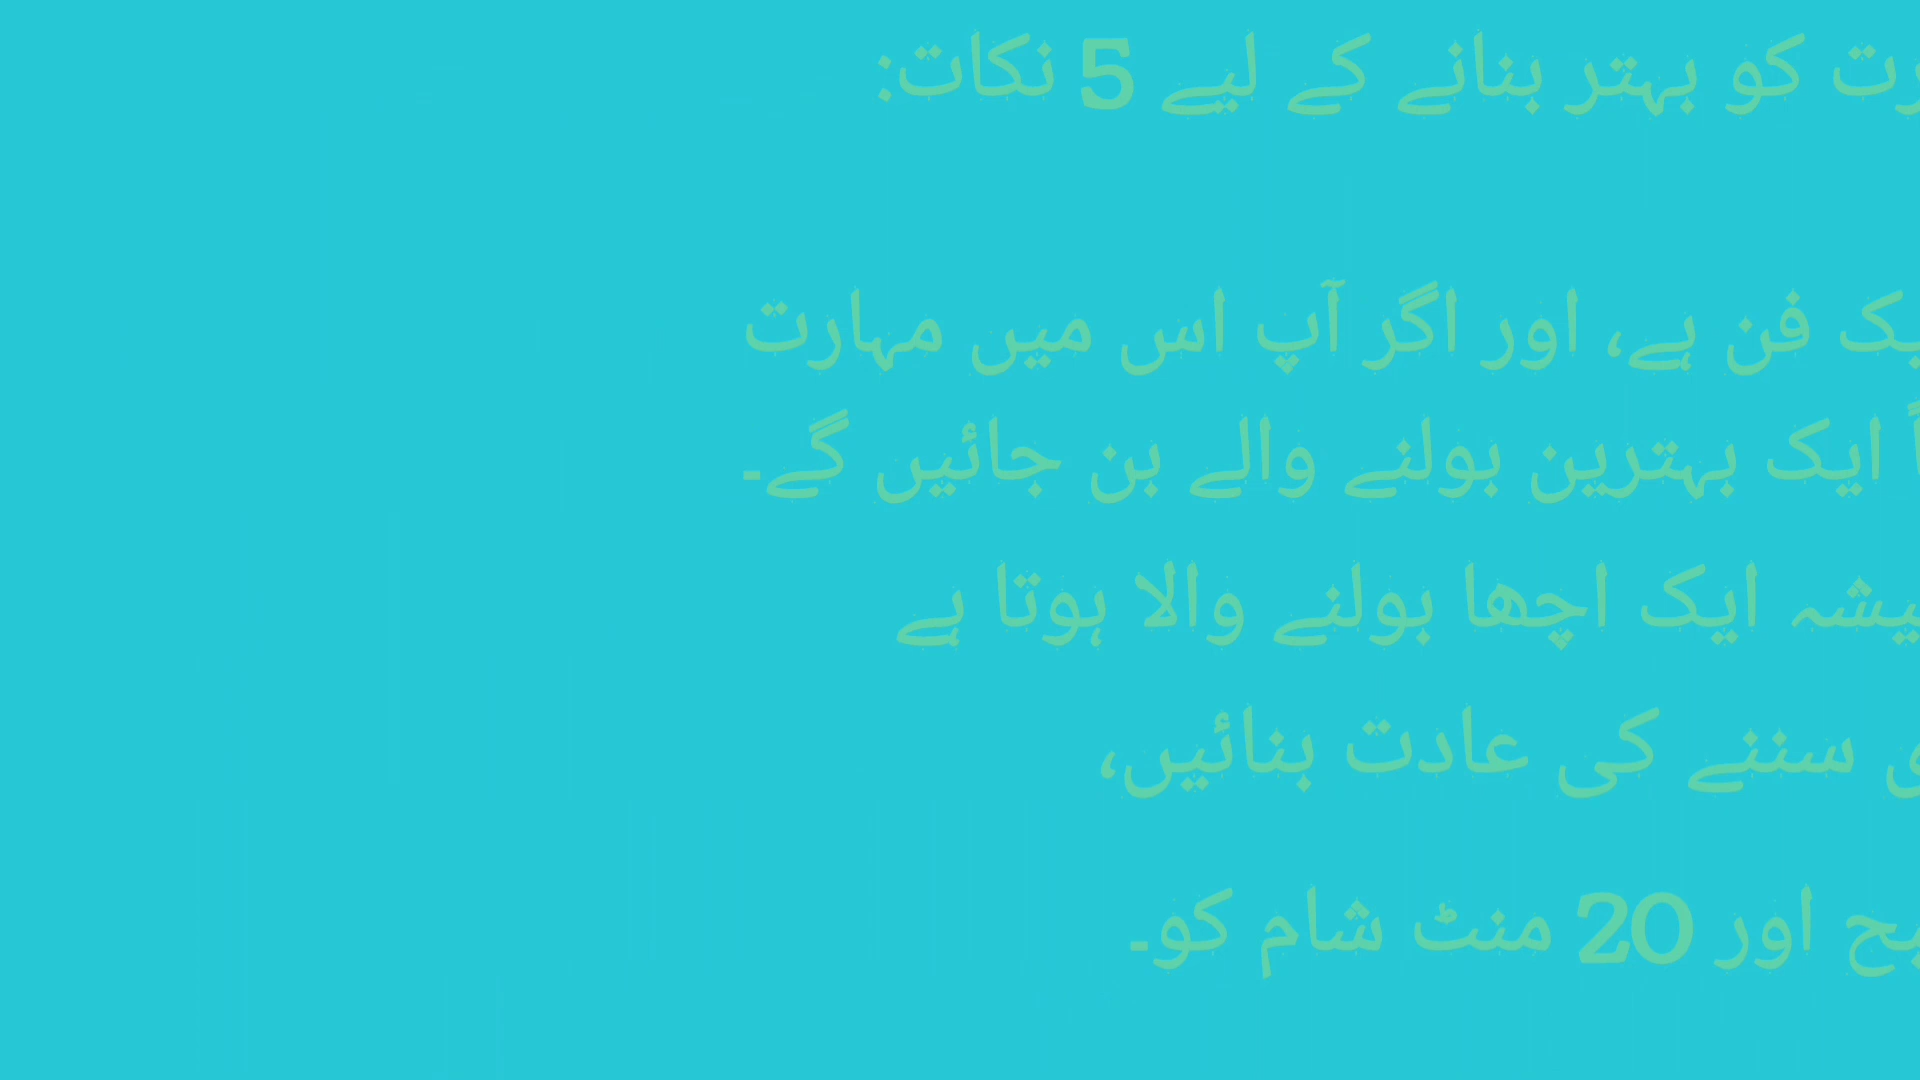 کو بہتر بنانے کے لیے 5 نکات:
فن ہے، اور اگر آپ اس میں مہارت
ایک بہترین بولنے والے بن جائیں گے۔
ایک اچھا بولنے والا ہوتا ہے
سننے کی عادت بنائیں،
اور 20 منٹ شام کو۔